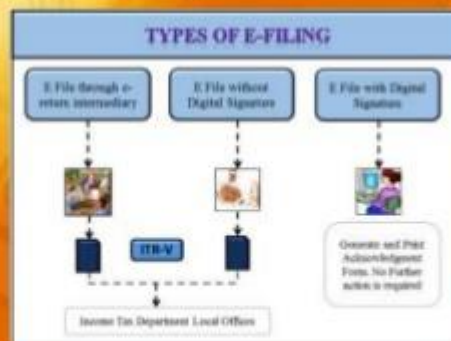 TYPES OF E-FILING
E File through e-
return intermediary
E File without
Digital Signature
E File with Digital
Signature
ITR-V
Generate and Print
Acknowledgment
Form. No Further
action is required
Income Tax Department Local Offices